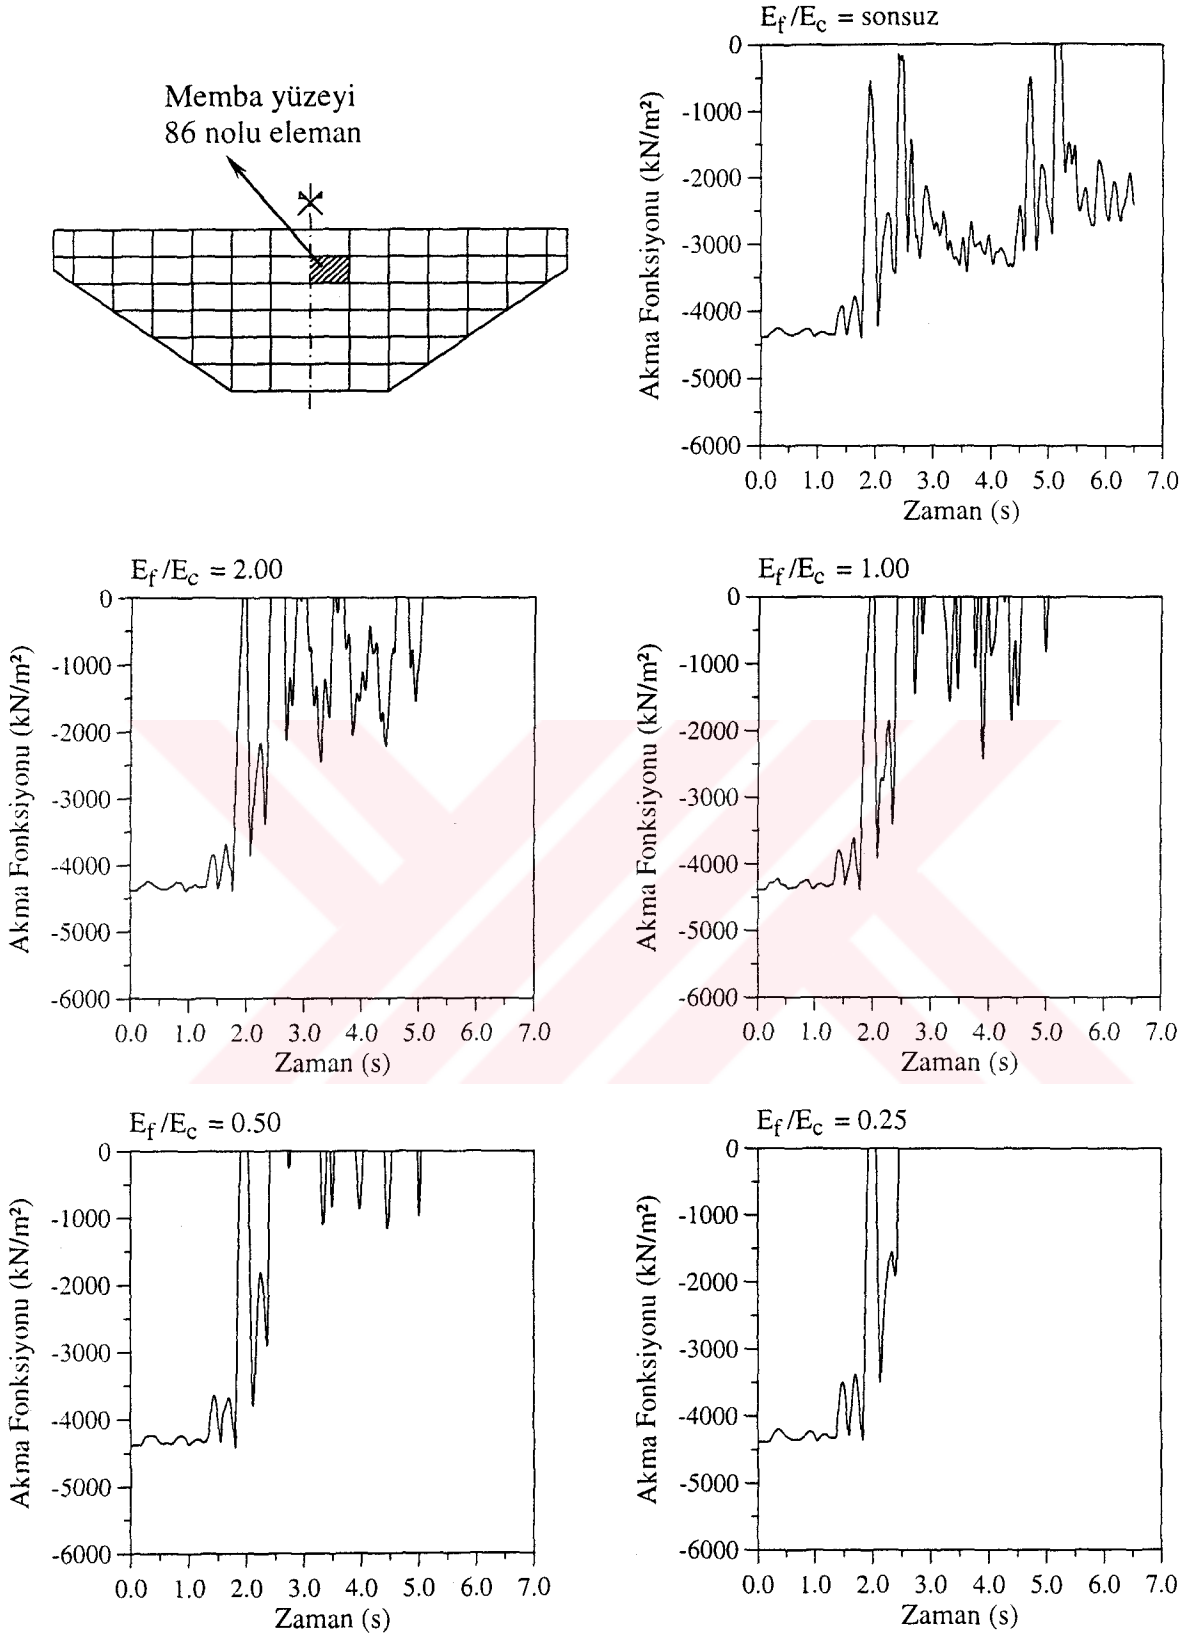 Memba yüzeyi
86 nolu eleman
E_f/E_c = sonsuz
Akma Fonksiyonu (kN/m²)
0
-1000
-2000
-3000
-4000
-5000
-6000
0.0 1.0 2.0 3.0 4.0 5.0 6.0 7.0
Zaman (s)
E_f/E_c = 2.00
Akma Fonksiyonu (kN/m²)
0
-1000
-2000
-3000
-4000
-5000
-6000
0.0 1.0 2.0 3.0 4.0 5.0 6.0 7.0
Zaman (s)
E_f/E_c = 1.00
Akma Fonksiyonu (kN/m²)
0
-1000
-2000
-3000
-4000
-5000
-6000
0.0 1.0 2.0 3.0 4.0 5.0 6.0 7.0
Zaman (s)
E_f/E_c = 0.50
Akma Fonksiyonu (kN/m²)
0
-1000
-2000
-3000
-4000
-5000
-6000
0.0 1.0 2.0 3.0 4.0 5.0 6.0 7.0
Zaman (s)
E_f/E_c = 0.25
Akma Fonksiyonu (kN/m²)
0
-1000
-2000
-3000
-4000
-5000
-6000
0.0 1.0 2.0 3.0 4.0 5.0 6.0 7.0
Zaman (s)